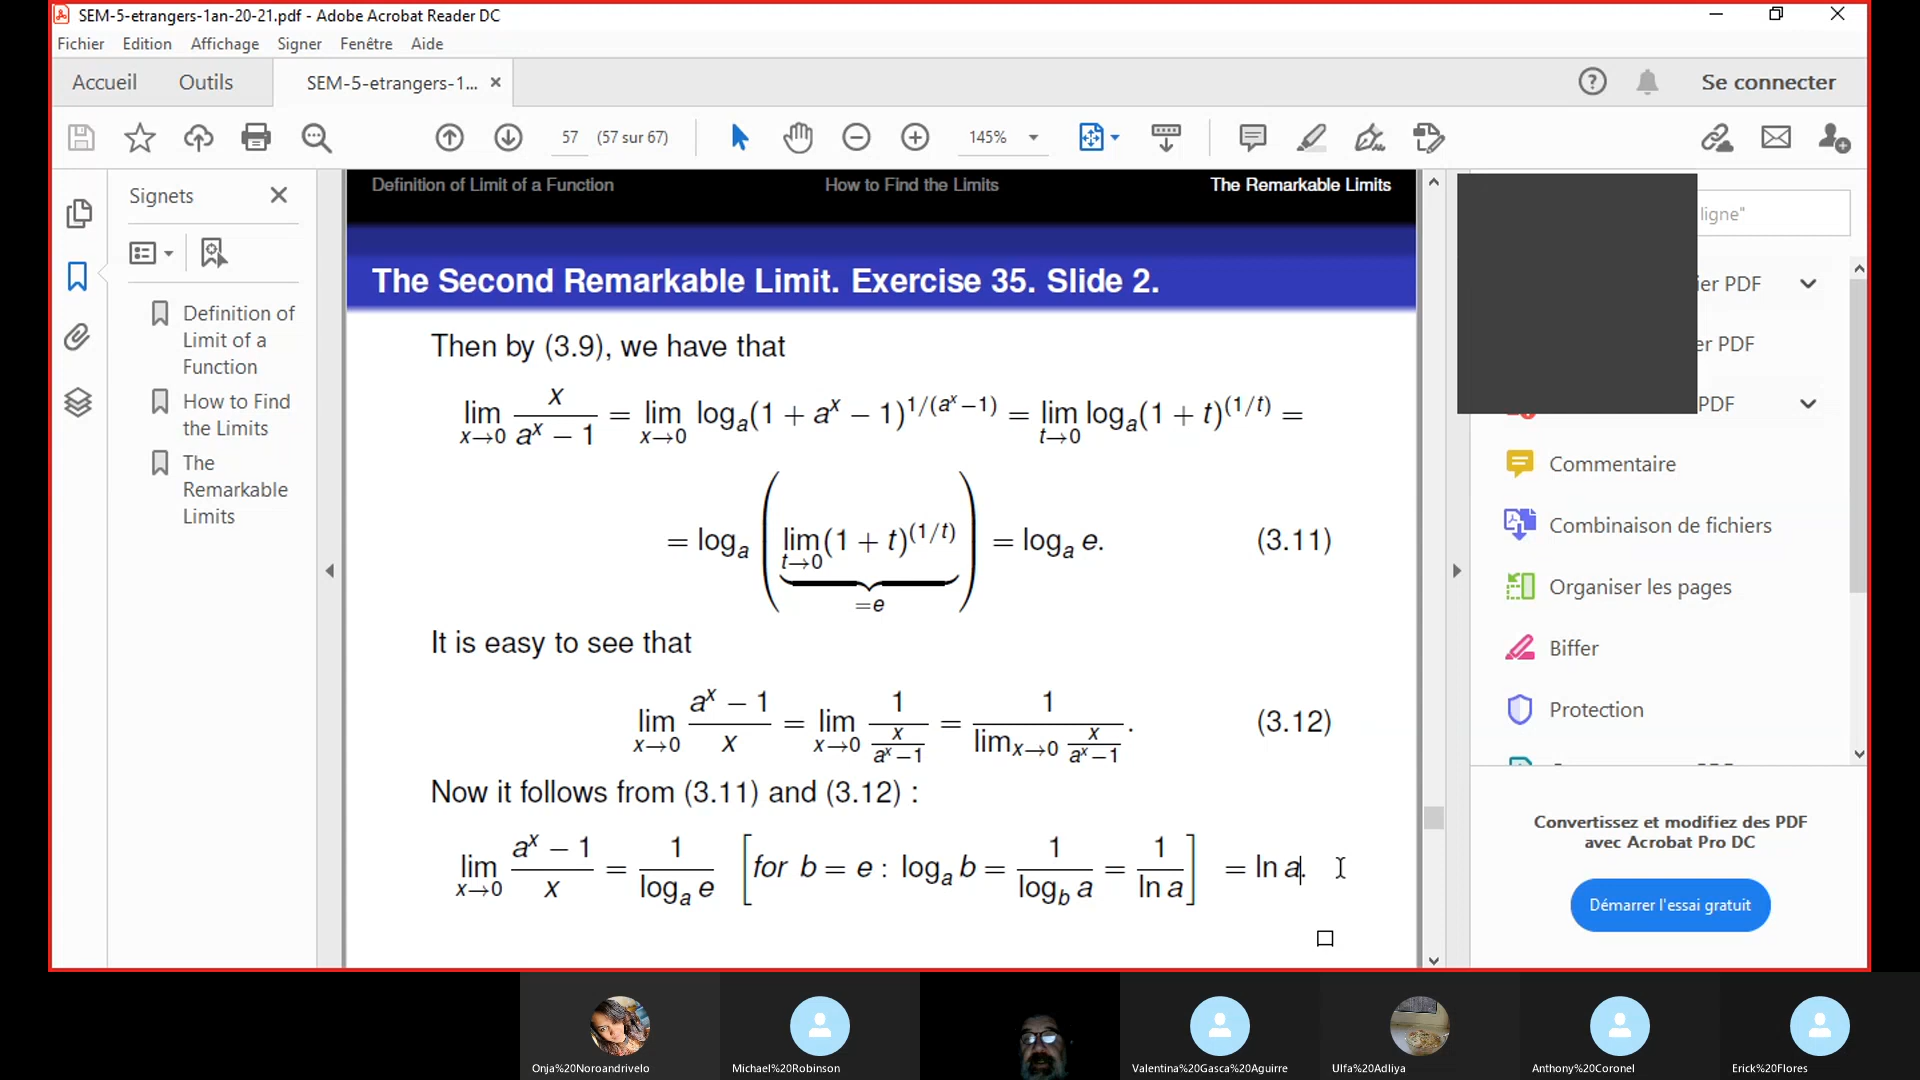 SEM-5-etrangers-1an-20-21.pdf - Adobe Acrobat Reader DC
Fichier Edition Affichage Signer Fenêtre Aide
Accueil Outils SEM-5-etrangers-1... × Se connecter
57 (57 sur 67) 145%
Signets
Definition of Limit of a Function
How to Find the Limits
The Remarkable Limits
Definition of Limit of a Function How to Find the Limits The Remarkable Limits
The Second Remarkable Limit. Exercise 35. Slide 2.
Then by (3.9), we have that
lim_{x→0} x/(a^x − 1) = lim_{x→0} log_a(1 + a^x − 1)^{1/(a^x−1)} = lim_{t→0} log_a(1 + t)^{(1/t)} =
= log_a ( lim_{t→0}(1 + t)^{(1/t)} ) = log_a e. (3.11)
=e
It is easy to see that
lim_{x→0} (a^x − 1)/x = lim_{x→0} 1/(x/(a^x−1)) = 1/(lim_{x→0} x/(a^x−1)). (3.12)
Now it follows from (3.11) and (3.12) :
lim_{x→0} (a^x − 1)/x = 1/(log_a e) [for b = e : log_a b = 1/(log_b a) = 1/(ln a)] = ln a.
□
ligne"
ier PDF
er PDF
PDF
Commentaire
Combinaison de fichiers
Organiser les pages
Biffer
Protection
Convertissez et modifiez des PDF
avec Acrobat Pro DC
Démarrer l'essai gratuit
Onja%20Noroandrivelo Michael%20Robinson Valentina%20Gasca%20Aguirre Ulfa%20Adliya Anthony%20Coronel Erick%20Flores